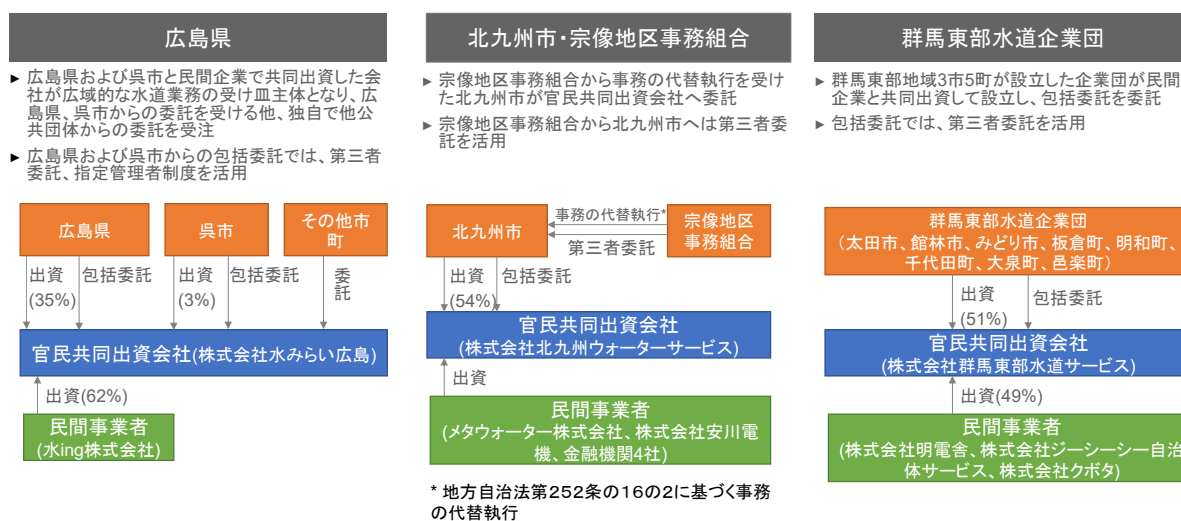 広島県
► 広島県および呉市と民間企業で共同出資した会
社が広域的な水道業務の受け皿主体となり、広
島県、呉市からの委託を受ける他、独自で他公
共団体からの委託を受注
► 広島県および呉市からの包括委託では、第三者
委託、指定管理者制度を活用
広島県
呉市
その他市
町
出資
(35%)
包括委託
出資
(3%)
包括委託
委
託
官民共同出資会社(株式会社水みらい広島)
出資(62%)
民間事業者
(水ing株式会社)
北九州市・宗像地区事務組合
► 宗像地区事務組合から事務の代替執行を受け
た北九州市が官民共同出資会社へ委託
► 宗像地区事務組合から北九州市へは第三者委
託を活用
北九州市
事務の代替執行*
第三者委託
宗像地区
事務組合
出資
(54%)
包括委託
官民共同出資会社
(株式会社北九州ウォーターサービス)
出資
民間事業者
(メタウォーター株式会社、株式会社安川電
機、金融機関4社)
* 地方自治法第252条の16の2に基づく事務
の代替執行
群馬東部水道企業団
► 群馬東部地域3市5町が設立した企業団が民間
企業と共同出資して設立し、包括委託を委託
► 包括委託では、第三者委託を活用
群馬東部水道企業団
(太田市、館林市、みどり市、板倉町、明和町、
千代田町、大泉町、邑楽町)
出資
(51%)
包括委託
官民共同出資会社
(株式会社群馬東部水道サービス)
出資(49%)
民間事業者
(株式会社明電舎、株式会社ジーシーシー自治
体サービス、株式会社クボタ)